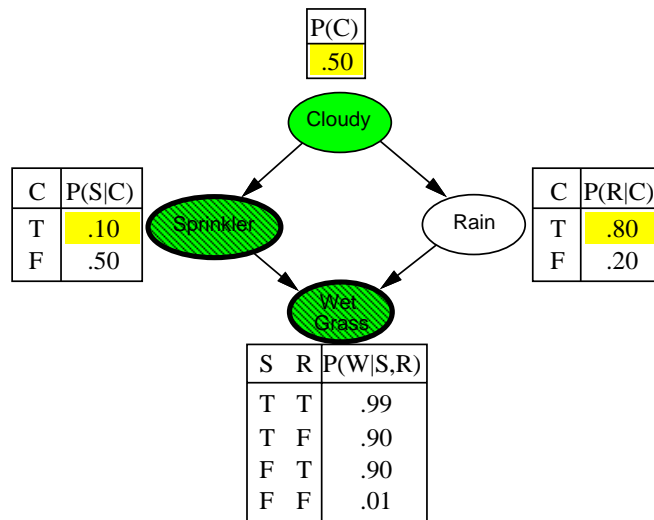 P(C)
.50
Cloudy
C P(S|C)
T .10
F .50
Sprinkler
Rain
C P(R|C)
T .80
F .20
Wet
Grass
S R P(W|S,R)
T T .99
T F .90
F T .90
F F .01